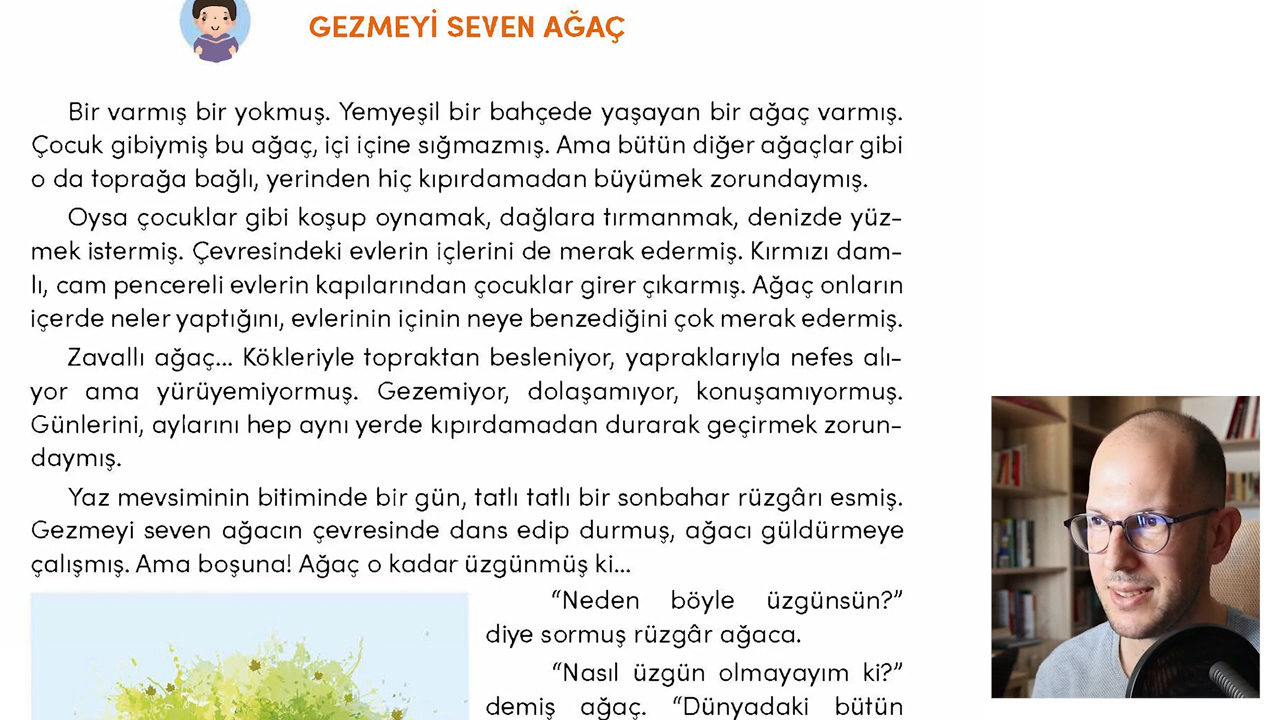 GEZMEYİ SEVEN AĞAÇ
Bir varmış bir yokmuş. Yemyeşil bir bahçede yaşayan bir ağaç varmış.
Çocuk gibiymiş bu ağaç, içi içine sığmazmış. Ama bütün diğer ağaçlar gibi
o da toprağa bağlı, yerinden hiç kıpırdamadan büyümek zorundaymış.
Oysa çocuklar gibi koşup oynamak, dağlara tırmanmak, denizde yüz-
mek istermiş. Çevresindeki evlerin içlerini de merak edermiş. Kırmızı dam-
lı, cam pencereli evlerin kapılarından çocuklar girer çıkarmış. Ağaç onların
içerde neler yaptığını, evlerinin içinin neye benzediğini çok merak edermiş.
Zavallı ağaç... Kökleriyle topraktan besleniyor, yapraklarıyla nefes alı-
yor ama yürüyemiyormuş. Gezemiyor, dolaşamıyor, konuşamıyormuş.
Günlerini, aylarını hep aynı yerde kıpırdamadan durarak geçirmek zorun-
daymış.
Yaz mevsiminin bitiminde bir gün, tatlı tatlı bir sonbahar rüzgârı esmiş.
Gezmeyi seven ağacın çevresinde dans edip durmuş, ağacı güldürmeye
çalışmış. Ama boşuna! Ağaç o kadar üzgünmüş ki...
“Neden böyle üzgünsün?”
diye sormuş rüzgâr ağaca.
“Nasıl üzgün olmayayım ki?”
demiş ağaç. “Dünyadaki bütün